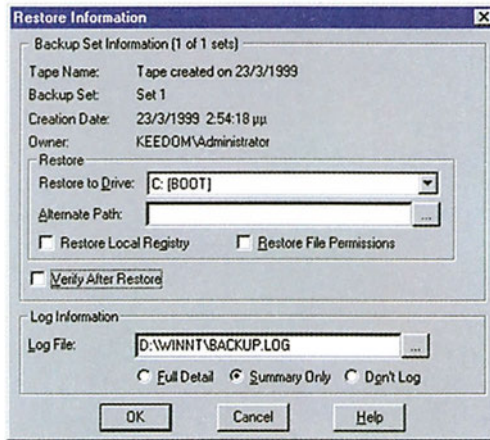 Restore Information
Backup Set Information (1 of 1 sets)
Tape Name: Tape created on 23/3/1999
Backup Set: Set 1
Creation Date: 23/3/1999 2:54:18 μμ
Owner: KEEDOM\Administrator
Restore
Restore to Drive: C: [BOOT]
Alternate Path: ...
Restore Local Registry Restore File Permissions
Verify After Restore
Log Information
Log File: D:\WINNT\BACKUP.LOG ...
Full Detail Summary Only Don't Log
OK Cancel Help